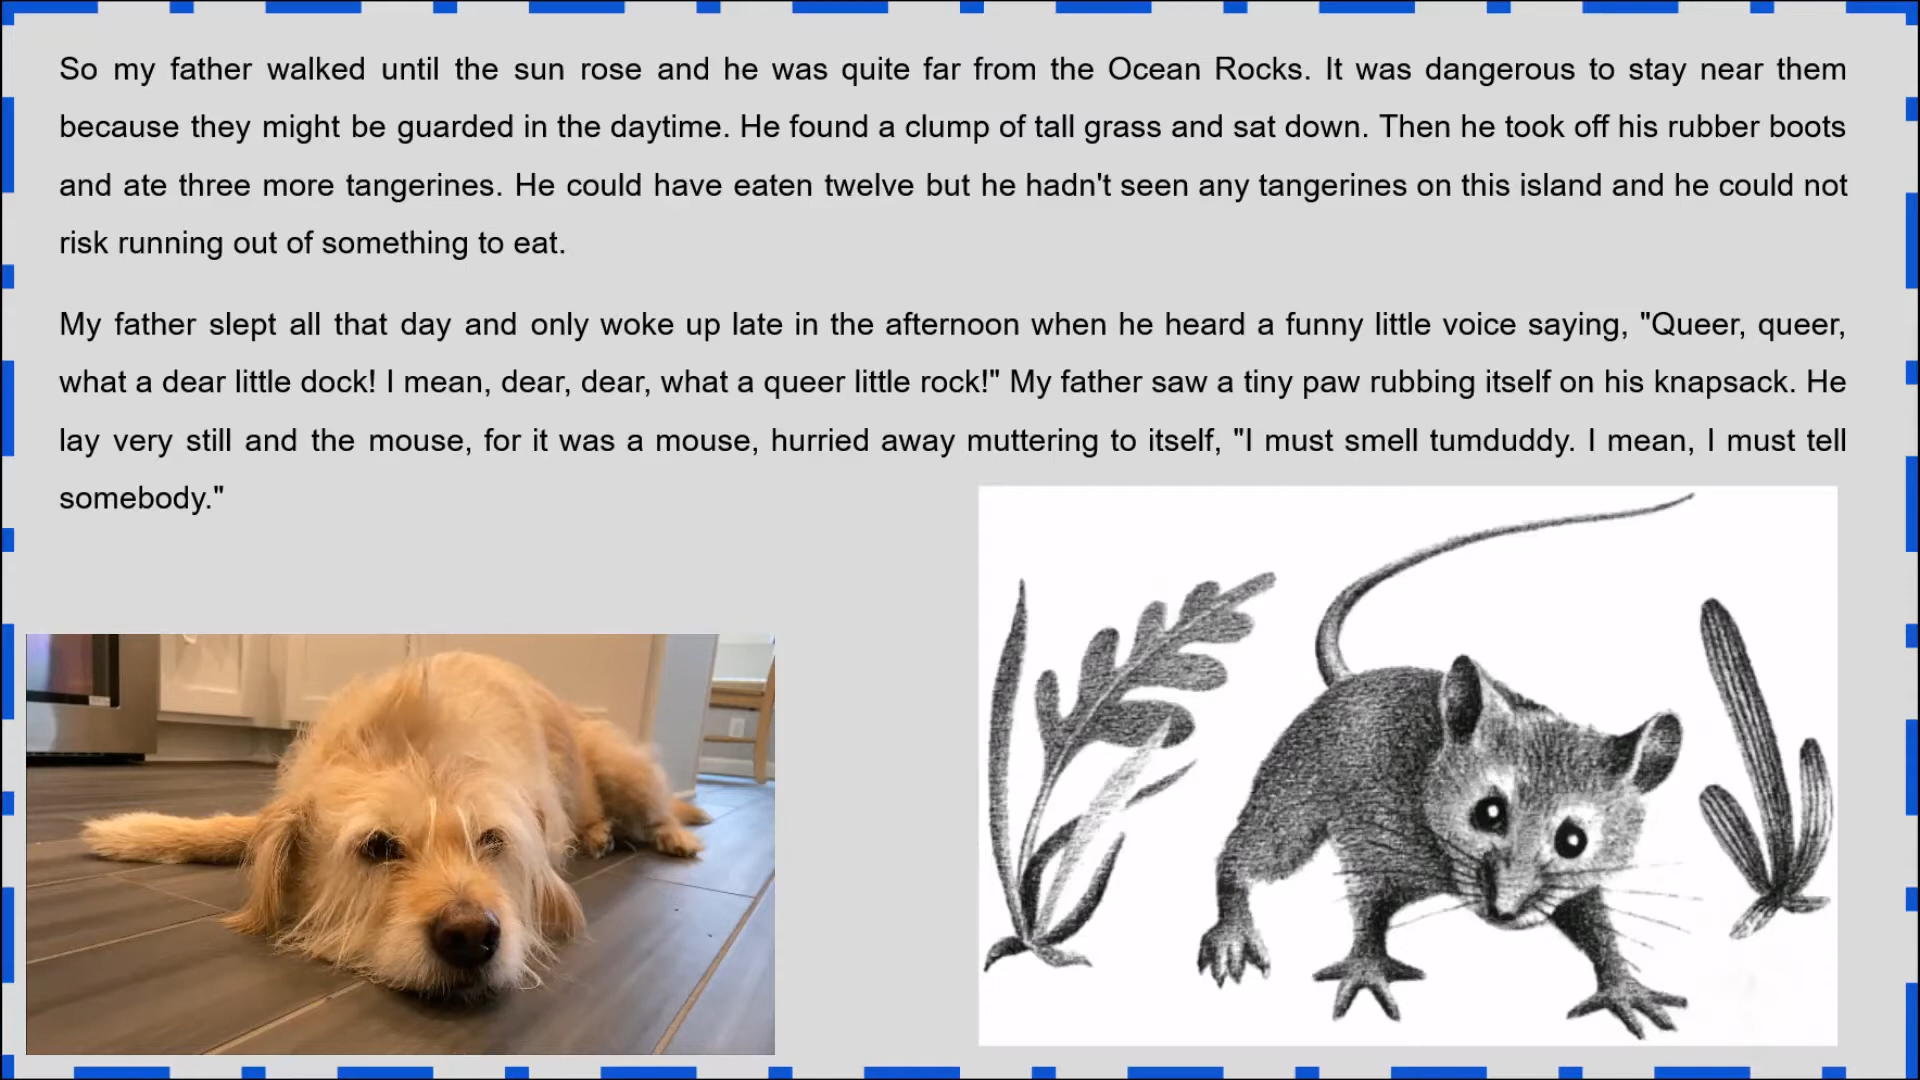 So my father walked until the sun rose and he was quite far from the Ocean Rocks. It was dangerous to stay near them
because they might be guarded in the daytime. He found a clump of tall grass and sat down. Then he took off his rubber boots
and ate three more tangerines. He could have eaten twelve but he hadn't seen any tangerines on this island and he could not
risk running out of something to eat.
My father slept all that day and only woke up late in the afternoon when he heard a funny little voice saying, "Queer, queer,
what a dear little dock! I mean, dear, dear, what a queer little rock!" My father saw a tiny paw rubbing itself on his knapsack. He
lay very still and the mouse, for it was a mouse, hurried away muttering to itself, "I must smell tumduddy. I mean, I must tell
somebody."